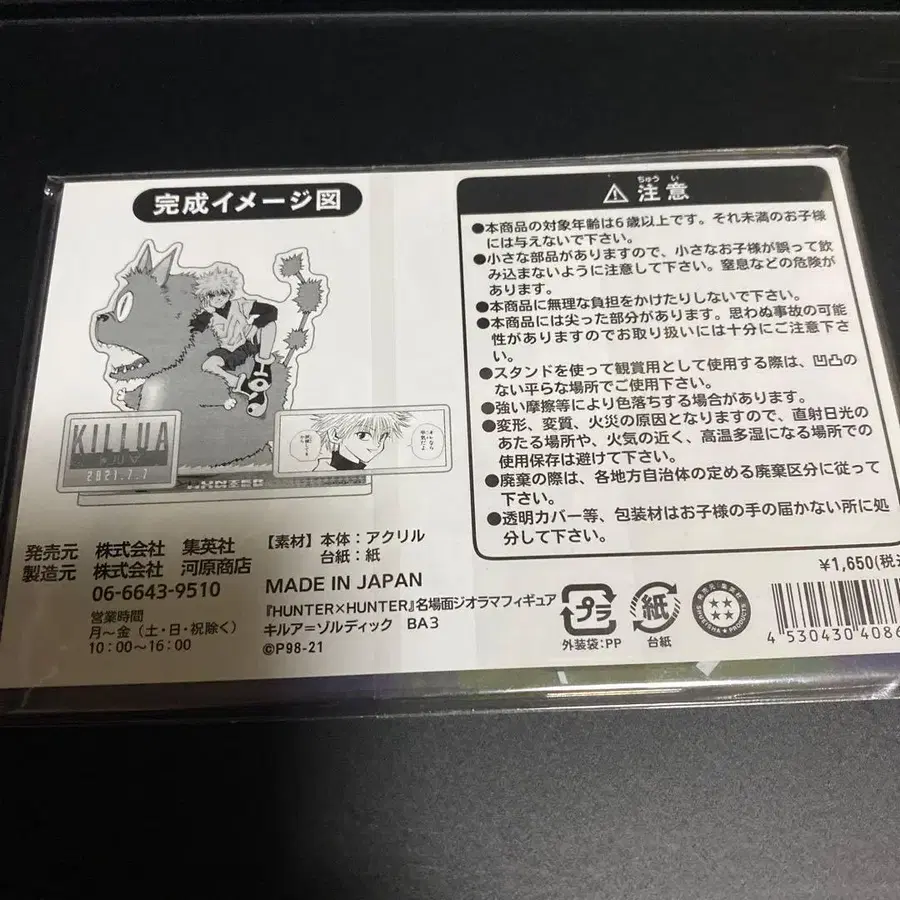 完成イメージ図
KILLUA
2021.7.7
発売元 株式会社 集英社
製造元 株式会社 河原商店
06-6643-9510
営業時間
月〜金（土・日・祝除く）
10：00〜16：00
【素材】本体：アクリル
台紙：紙
MADE IN JAPAN
『HUNTER×HUNTER』名場面ジオラマフィギュア
キルア＝ゾルディック BA3
©P98-21
ちゅう い
注意
●本商品の対象年齢は6歳以上です。それ未満のお子様
には与えないで下さい。
●小さな部品がありますので、小さなお子様が誤って飲
み込まないように注意して下さい。窒息などの危険が
あります。
●本商品に無理な負担をかけたりしないで下さい。
●本商品には尖った部分があります。思わぬ事故の可能
性がありますのでお取り扱いには十分にご注意下さ
い。
●スタンドを使って観賞用として使用する際は、凹凸の
ない平らな場所でご使用下さい。
●強い摩擦等により色落ちする場合があります。
●変形、変質、火災の原因となりますので、直射日光の
あたる場所や、火気の近く、高温多湿になる場所での
使用保存は避けて下さい。
●廃棄の際は、各地方自治体の定める廃棄区分に従って
下さい。
●透明カバー等、包装材はお子様の手の届かない所に処
分して下さい。
¥1,650(税込
プラ
外装袋：PP
紙
台紙
発売元・集英社
SHUEISHA
4 530430 4086